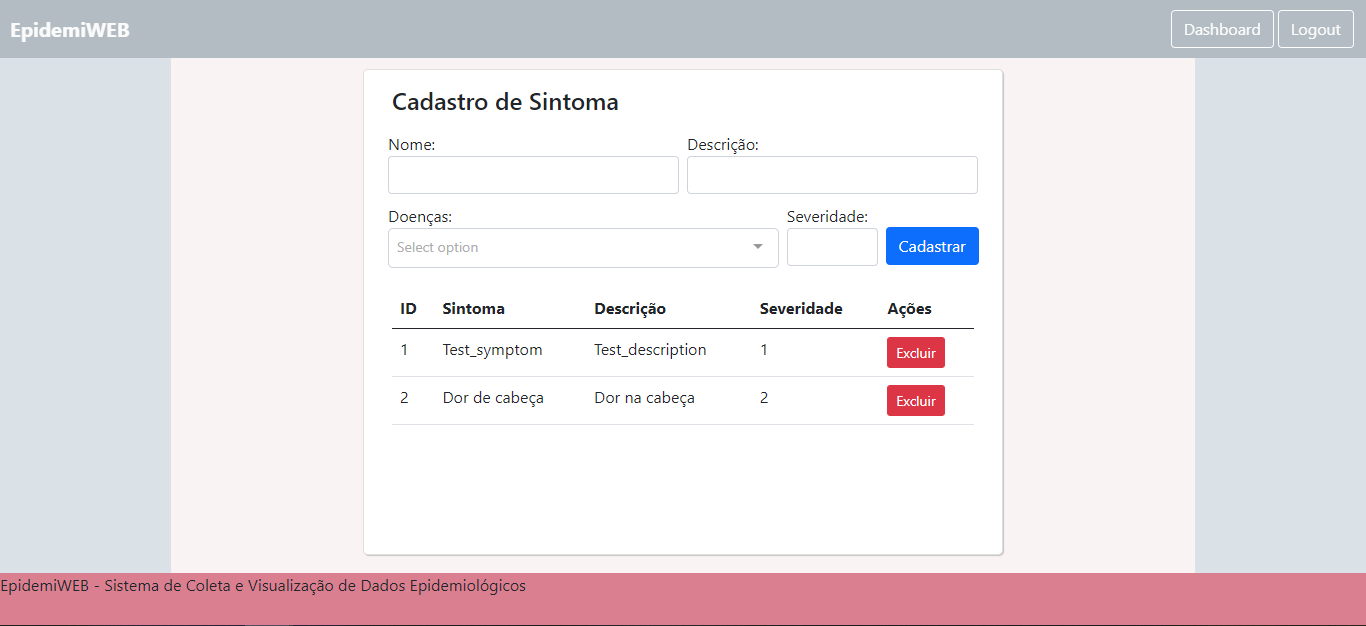 EpidemiWEB Dashboard Logout
Cadastro de Sintoma
Nome: Descrição:
Doenças: Severidade:
Select option Cadastrar
ID Sintoma Descrição Severidade Ações
1 Test_symptom Test_description 1 Excluir
2 Dor de cabeça Dor na cabeça 2 Excluir
EpidemiWEB - Sistema de Coleta e Visualização de Dados Epidemiológicos